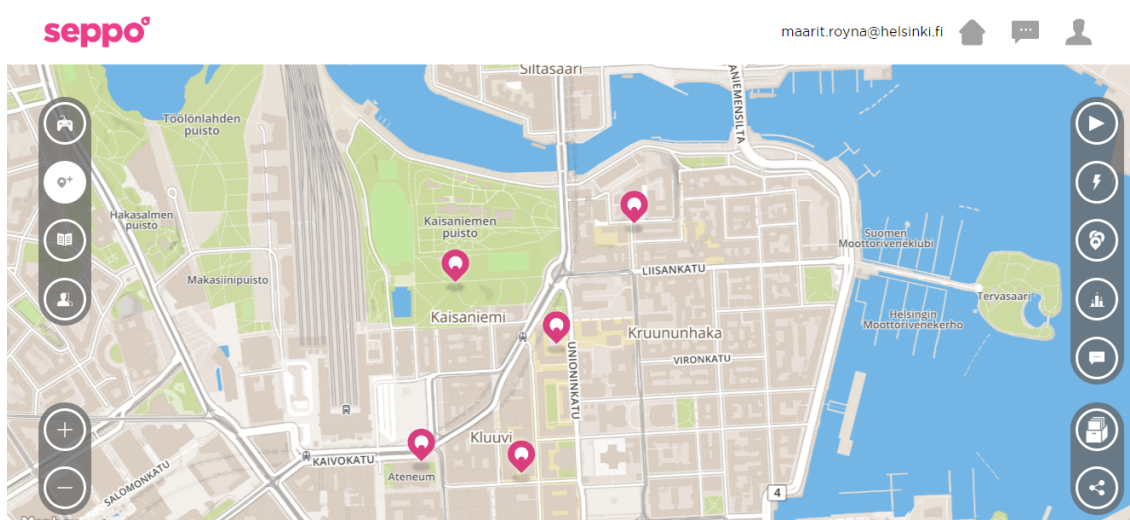 seppo
maarit.royna@helsinki.fi
Siltasaari
ANIEMENSILTA
Töölönlahden
puisto
Hakasalmen
puisto
Kaisaniemen
puisto
Suomen
Moottoriveneklubi
LIISANKATU
Makasiinipuisto
Tervasaari
Kaisaniemi
Helsingin
Moottorivenekerho
Kruununhaka
VIRONKATU
UNIONINKATU
Kluuvi
KAIVOKATU
Ateneum
SALOMONKATU
4